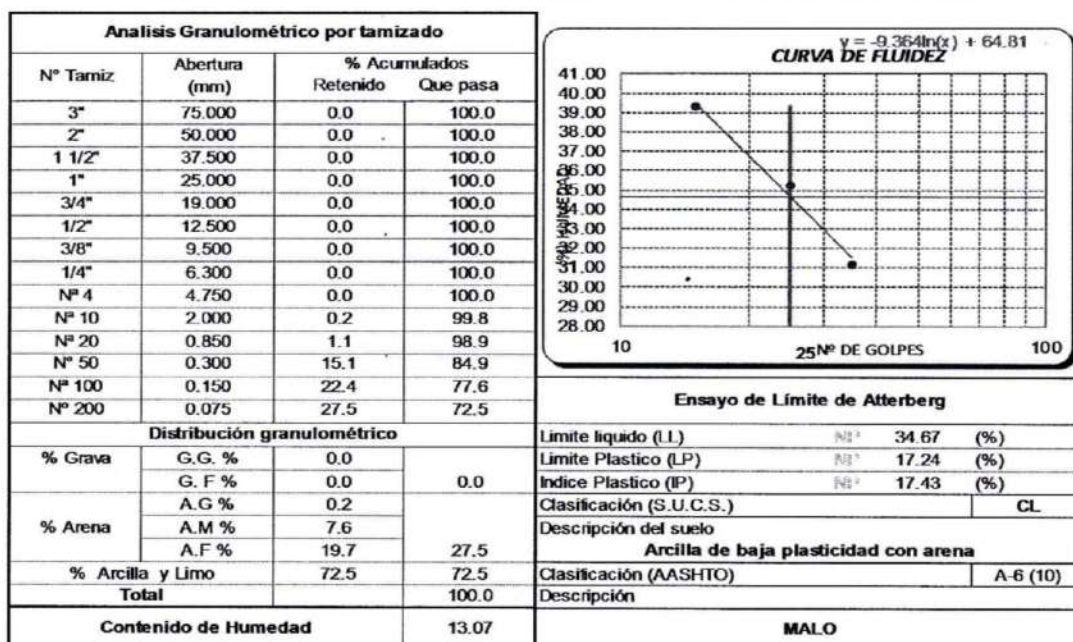 Analisis Granulométrico por tamizado
N° Tamiz Abertura (mm) % Acumulados
Retenido Que pasa
3" 75.000 0.0 100.0
2" 50.000 0.0 100.0
1 1/2" 37.500 0.0 100.0
1" 25.000 0.0 100.0
3/4" 19.000 0.0 100.0
1/2" 12.500 0.0 100.0
3/8" 9.500 0.0 100.0
1/4" 6.300 0.0 100.0
Nª 4 4.750 0.0 100.0
Nª 10 2.000 0.2 99.8
Nª 20 0.850 1.1 98.9
N° 50 0.300 15.1 84.9
Nª 100 0.150 22.4 77.6
Nº 200 0.075 27.5 72.5
Distribución granulométrico
% Grava G.G. % 0.0
G. F % 0.0 0.0
A.G % 0.2
% Arena A.M % 7.6
A.F % 19.7 27.5
% Arcilla y Limo 72.5 72.5
Total 100.0
Contenido de Humedad 13.07
y = -9.364ln(x) + 64.81
CURVA DE FLUIDEZ
41.00
40.00
39.00
38.00
37.00
36.00
35.00
34.00
33.00
32.00
31.00
30.00
29.00
28.00
(%) HUMEDAD
10 25 Nº DE GOLPES 100
Ensayo de Límite de Atterberg
Limite liquido (LL) 34.67 (%)
Limite Plastico (LP) 17.24 (%)
Indice Plastico (IP) 17.43 (%)
Clasificación (S.U.C.S.) CL
Descripción del suelo
Arcilla de baja plasticidad con arena
Clasificación (AASHTO) A-6 (10)
Descripción
MALO